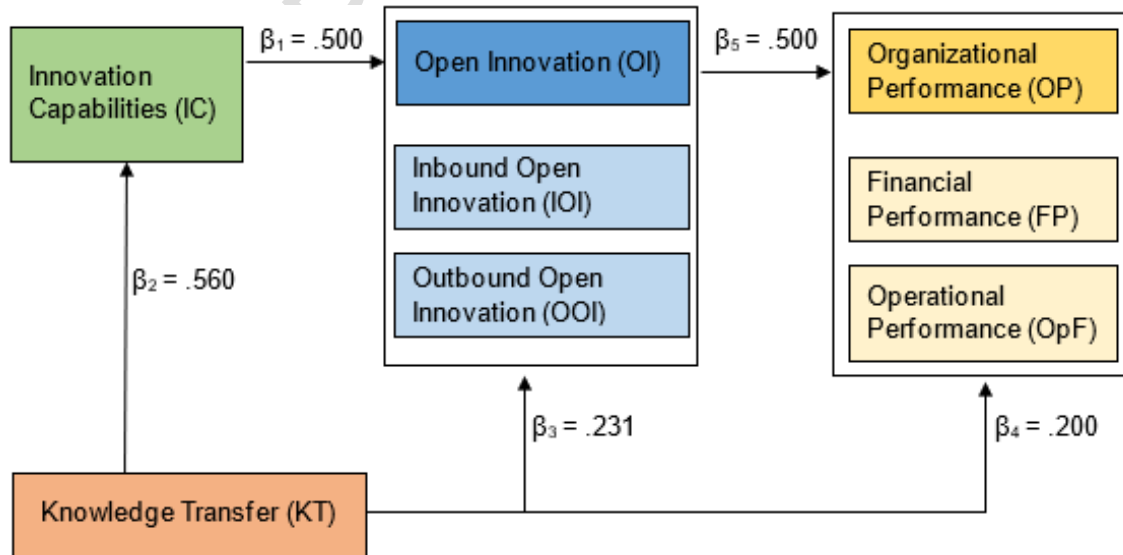 β₁ = .500
β₅ = .500
Innovation
Capabilities (IC)
Open Innovation (OI)
Organizational
Performance (OP)
Inbound Open
Innovation (IOI)
Financial
Performance (FP)
β₂ = .560
Outbound Open
Innovation (OOI)
Operational
Performance (OpF)
β₃ = .231
β₄ = .200
Knowledge Transfer (KT)